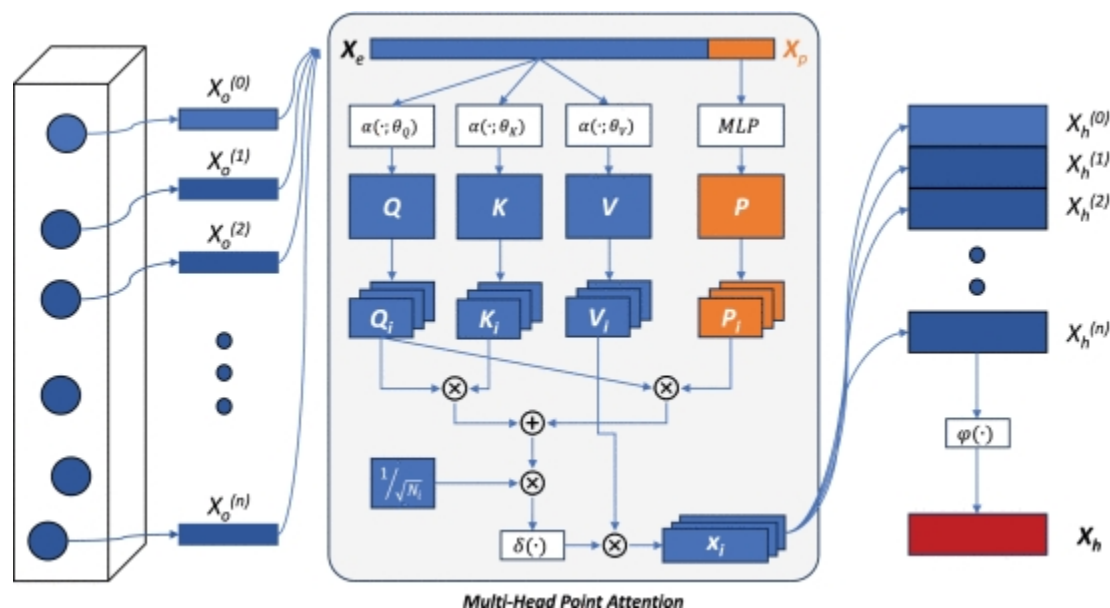 X_o^(0)
X_o^(1)
X_o^(2)
X_o^(n)
X_e
X_p
α(·;θ_Q)
α(·;θ_K)
α(·;θ_V)
MLP
Q
K
V
P
Q_i
K_i
V_i
P_i
1/√N_i
δ(·)
x_i
Multi-Head Point Attention
X_h^(0)
X_h^(1)
X_h^(2)
X_h^(n)
φ(·)
X_h